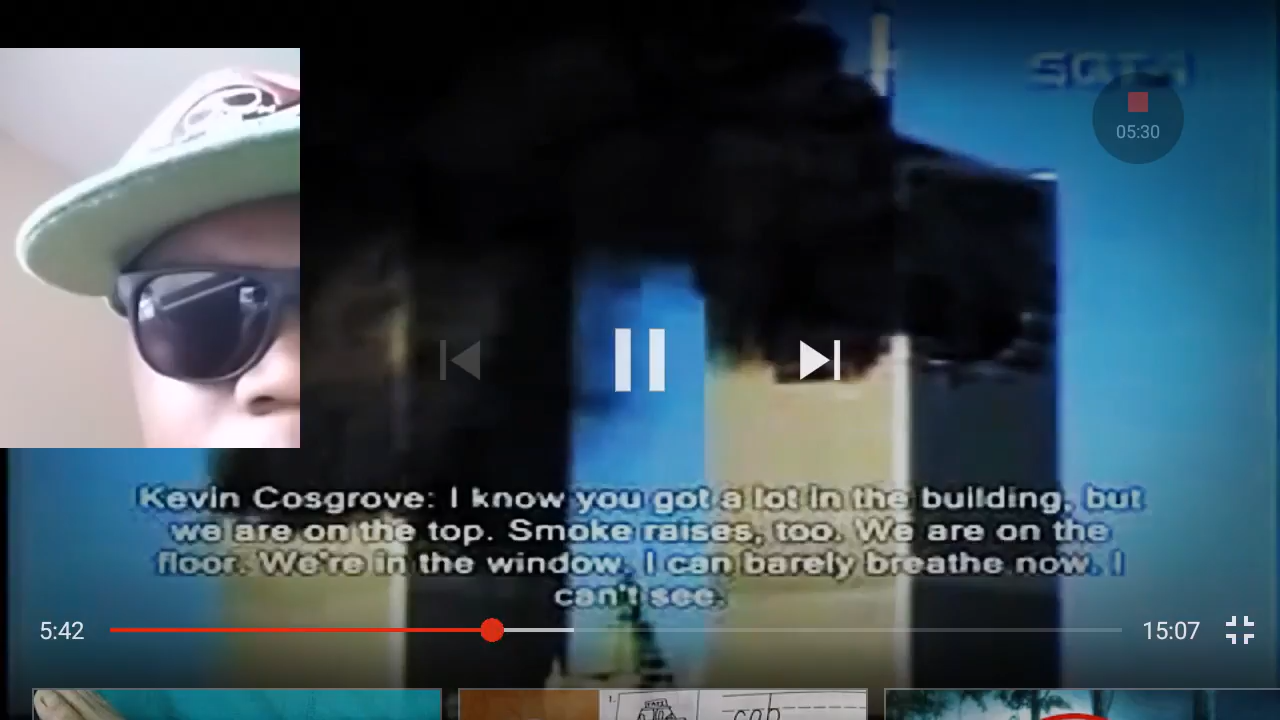 05:30
Kevin Cosgrove: I know you got a lot in the building, but
we are on the top. Smoke raises, too. We are on the
floor. We're in the window. I can barely breathe now. I
can't see.
5:42
15:07
1.
cab